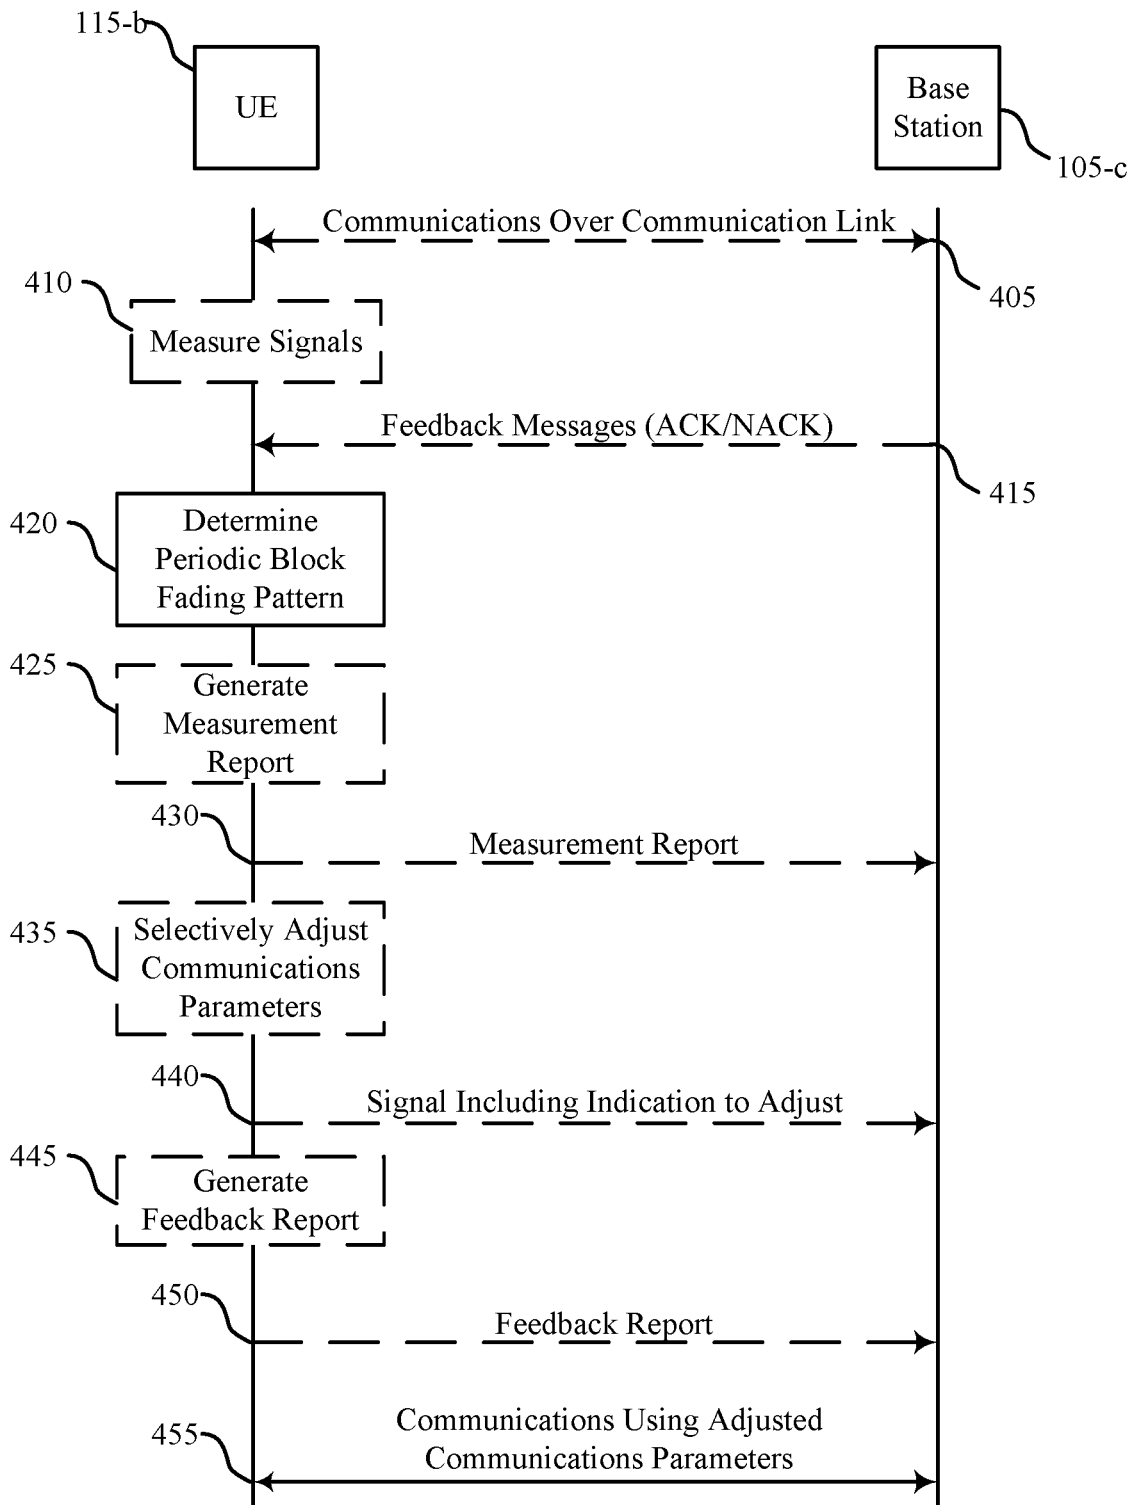 115-b
UE
Base
Station
105-c
Communications Over Communication Link
405
410
Measure Signals
Feedback Messages (ACK/NACK)
415
420
Determine
Periodic Block
Fading Pattern
425
Generate
Measurement
Report
430
Measurement Report
435
Selectively Adjust
Communications
Parameters
440
Signal Including Indication to Adjust
445
Generate
Feedback Report
450
Feedback Report
455
Communications Using Adjusted
Communications Parameters